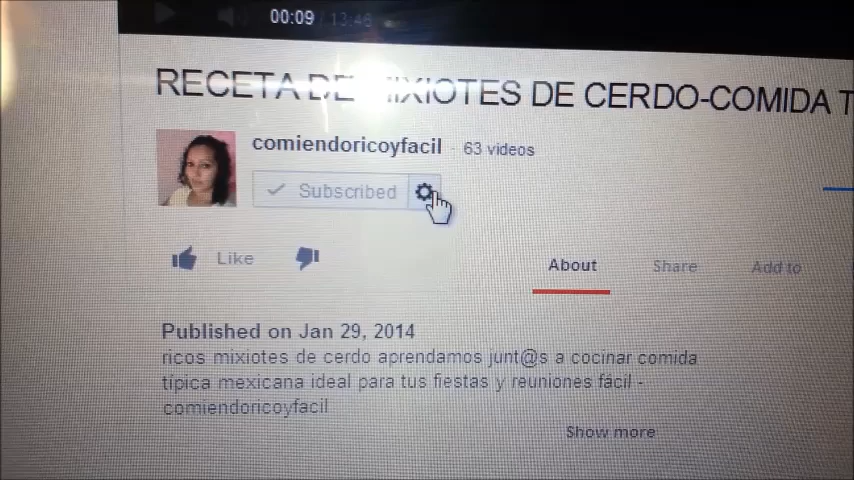 00:09 / 13:46
RECETA DE MIXIOTES DE CERDO-COMIDA T
comiendoricoyfacil - 63 videos
Subscribed
Like
About Share Add to
Published on Jan 29, 2014
ricos mixiotes de cerdo aprendamos junt@s a cocinar comida
típica mexicana ideal para tus fiestas y reuniones fácil -
comiendoricoyfacil
Show more